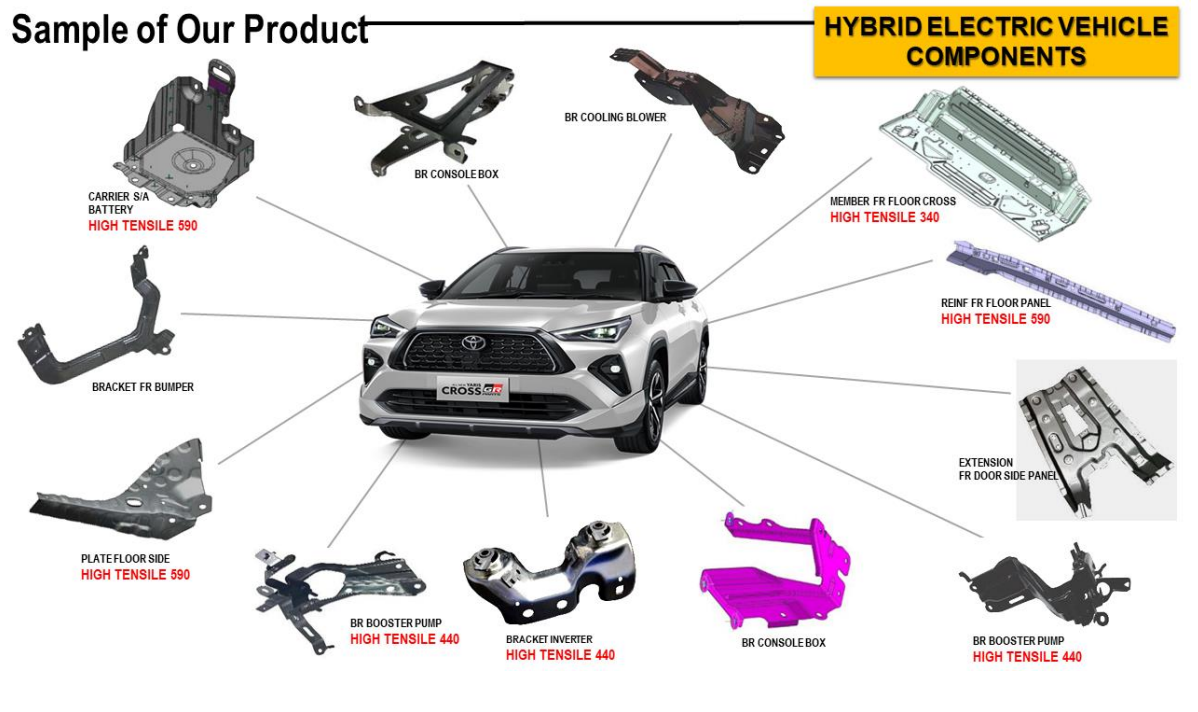 Sample of Our Product
HYBRID ELECTRIC VEHICLE
COMPONENTS
CARRIER S/A
BATTERY
HIGH TENSILE 590
BR CONSOLE BOX
BR COOLING BLOWER
MEMBER FR FLOOR CROSS
HIGH TENSILE 340
REINF FR FLOOR PANEL
HIGH TENSILE 590
BRACKET FR BUMPER
CROSS GR
EXTENSION
FR DOOR SIDE PANEL
PLATE FLOOR SIDE
HIGH TENSILE 590
BR BOOSTER PUMP
HIGH TENSILE 440
BRACKET INVERTER
HIGH TENSILE 440
BR CONSOLE BOX
BR BOOSTER PUMP
HIGH TENSILE 440